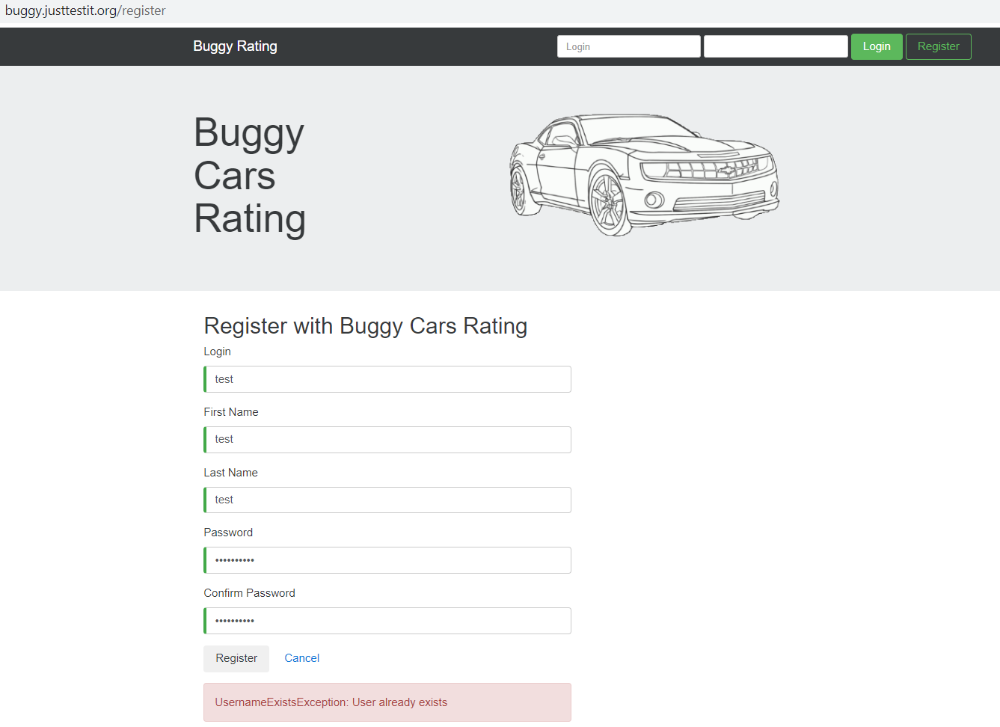 buggy.justtestit.org/register
Buggy Rating Login Login Register
Buggy
Cars
Rating
Register with Buggy Cars Rating
Login
test
First Name
test
Last Name
test
Password
••••••••••
Confirm Password
••••••••••
Register Cancel
UsernameExistsException: User already exists